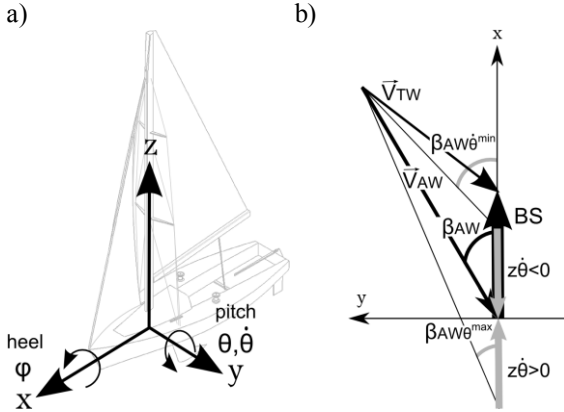 a)
b)
z
heel
φ
x
pitch
θ,θ̇
y
x
V⃗TW
βAWθ̇min
V⃗AW
BS
βAW
zθ̇<0
y
βAWθ̇max
zθ̇>0